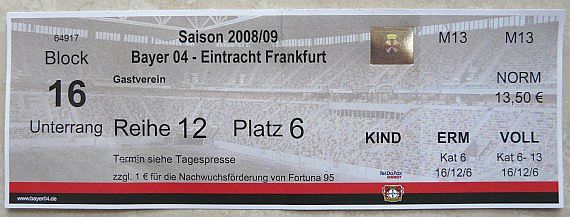 64917
Saison 2008/09
M13 M13
Block
Bayer 04 - Eintracht Frankfurt
Gastverein
NORM
16
13,50 €
Unterrang Reihe 12 Platz 6
KIND ERM VOLL
Termin siehe Tagespresse
Kat 6 Kat 6- 13
zzgl. 1 € für die Nachwuchsförderung von Fortuna 95
TelDaFax
ENERGY
16/12/6 16/12/6
www.bayer04.de